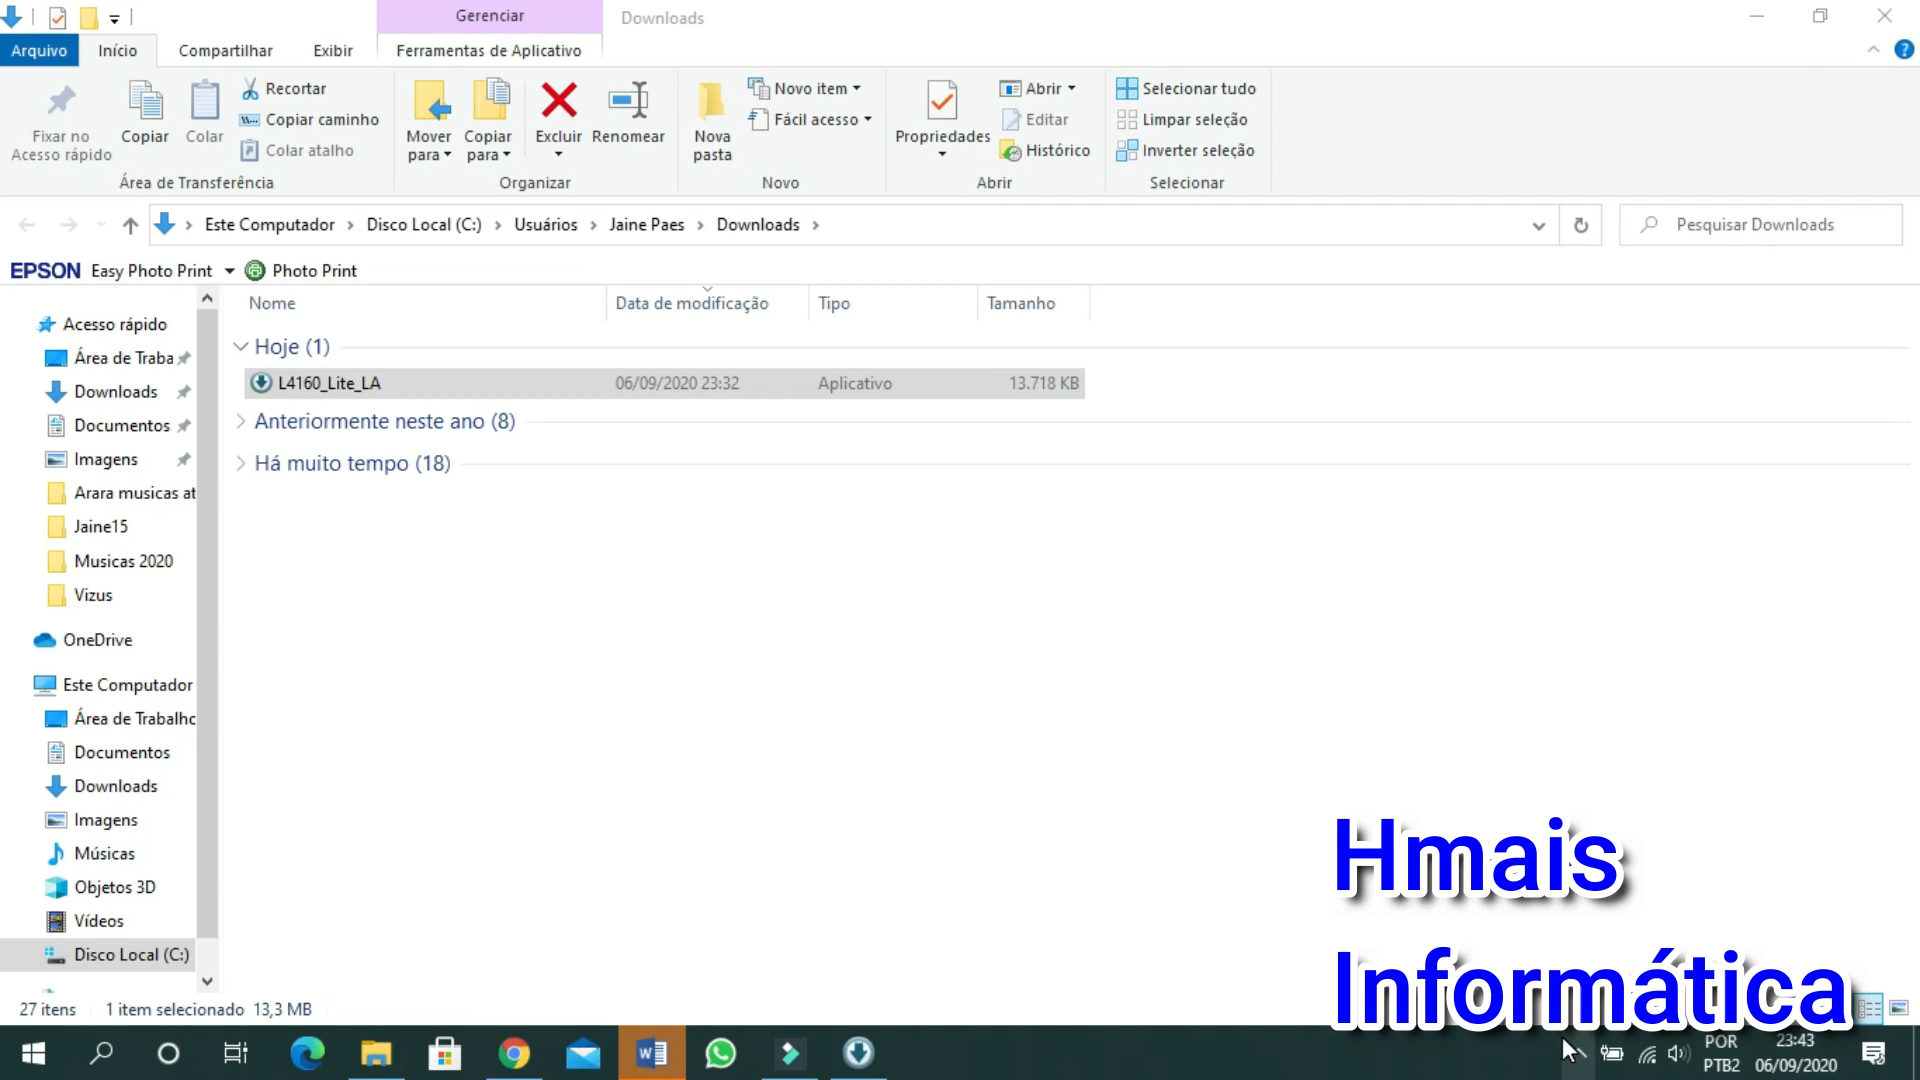 Gerenciar
Downloads
Arquivo Início Compartilhar Exibir Ferramentas de Aplicativo
Fixar no Acesso rápido
Copiar
Colar
Recortar
Copiar caminho
Colar atalho
Área de Transferência
Mover para
Copiar para
Excluir
Renomear
Organizar
Nova pasta
Novo item
Fácil acesso
Novo
Propriedades
Abrir
Editar
Histórico
Abrir
Selecionar tudo
Limpar seleção
Inverter seleção
Selecionar
Este Computador > Disco Local (C:) > Usuários > Jaine Paes > Downloads >
Pesquisar Downloads
EPSON Easy Photo Print Photo Print
Nome Data de modificação Tipo Tamanho
Hoje (1)
L4160_Lite_LA 06/09/2020 23:32 Aplicativo 13.718 KB
Anteriormente neste ano (8)
Há muito tempo (18)
Acesso rápido
Área de Traba
Downloads
Documentos
Imagens
Arara musicas at
Jaine15
Musicas 2020
Vizus
OneDrive
Este Computador
Área de Trabalho
Documentos
Downloads
Imagens
Músicas
Objetos 3D
Vídeos
Disco Local (C:)
27 itens 1 item selecionado 13,3 MB
Hmais
Informática
POR
PTB2
23:43
06/09/2020